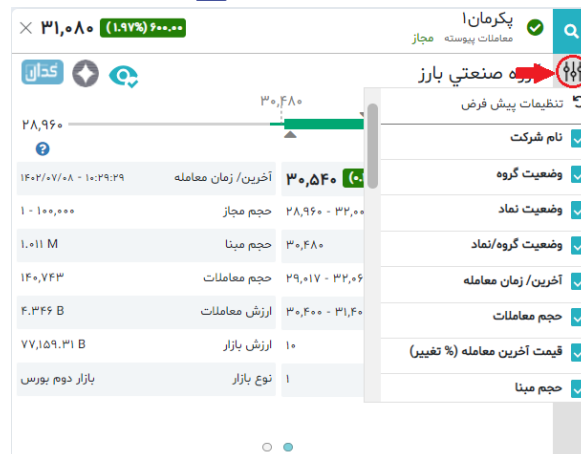 پکرمان۱
۳۱,۰۸۰ (۱.۹۷%) ۶۰۰.۰۰
معاملات پیوسته مجاز
ه صنعتي بارز
کدال
تنظیمات پیش فرض
۳۰,۴۸۰
۲۸,۹۶۰
نام شرکت
وضعیت گروه
وضعیت نماد
وضعیت گروه/نماد
آخرین/ زمان معامله
حجم معاملات
قیمت آخرین معامله (% تغییر)
حجم مبنا
۳۰,۵۴۰
آخرین/ زمان معامله ۱۴۰۲/۰۷/۰۸ - ۱۰:۲۹:۲۹
حجم مجاز ۱ - ۱۰۰,۰۰۰
۳۰,۴۸۰
حجم مبنا ۱.۰۱۱ M
حجم معاملات ۱۴۰,۷۴۳
ارزش معاملات ۴.۳۴۶ B
۱۰
ارزش بازار ۷۷,۱۵۹.۳۱ B
۱
نوع بازار بازار دوم بورس